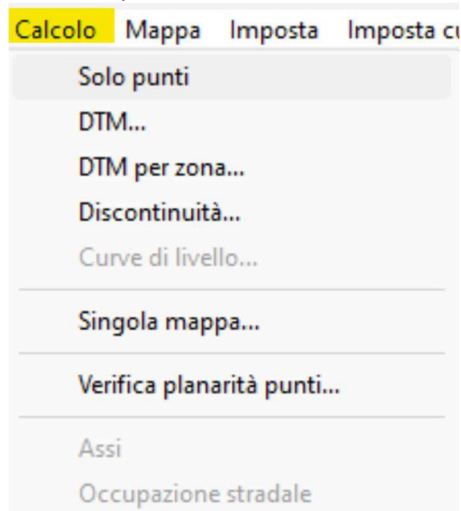 Calcolo Mappa Imposta Imposta
Solo punti
DTM...
DTM per zona...
Discontinuità...
Curve di livello...
Singola mappa...
Verifica planarità punti...
Assi
Occupazione stradale